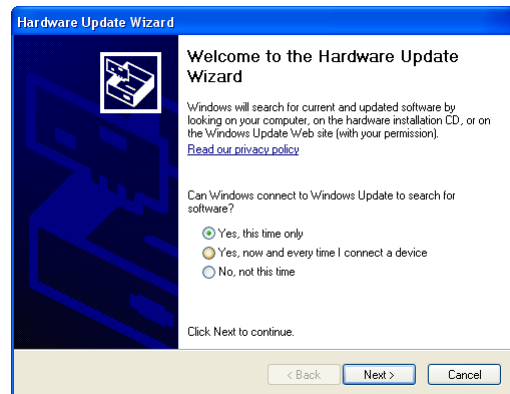 Hardware Update Wizard
Welcome to the Hardware Update
Wizard
Windows will search for current and updated software by
looking on your computer, on the hardware installation CD, or on
the Windows Update Web site (with your permission).
Read our privacy policy
Can Windows connect to Windows Update to search for
software?
Yes, this time only
Yes, now and every time I connect a device
No, not this time
Click Next to continue.
< Back Next > Cancel